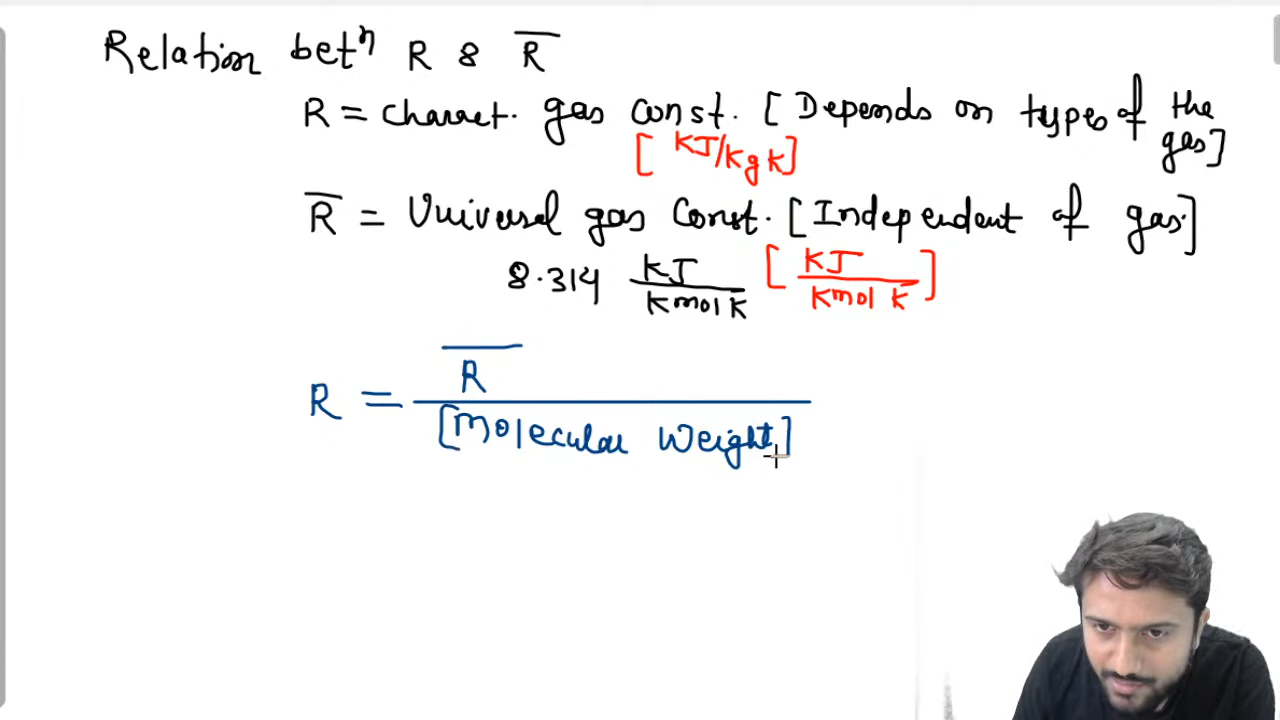 Relation betⁿ R & R̅
R = Charact. gas const. [Depends on types of the gas]
[KJ/Kg K]
R̅ = Universal gas Const. [Independent of gas.]
8.314 KJ/Kmol K [KJ/Kmol K]
R = R̅/[Molecular Weight]